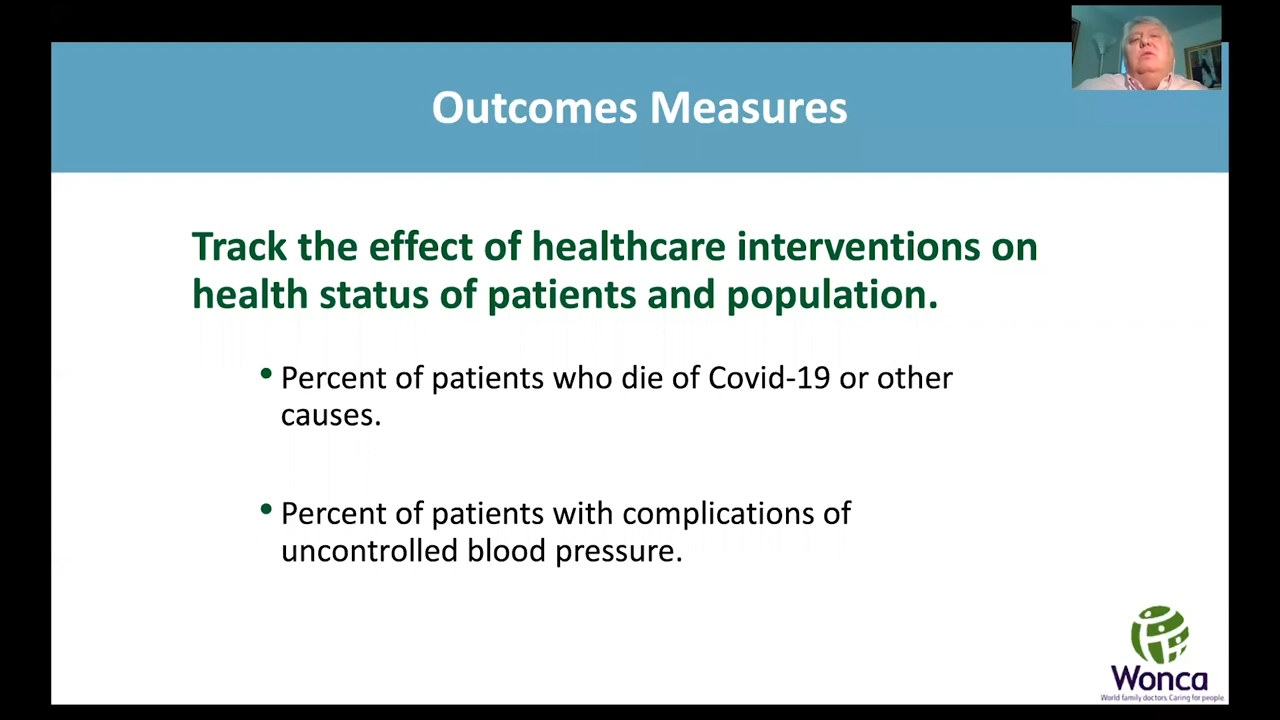 Outcomes Measures
Track the effect of healthcare interventions on
health status of patients and population.
• Percent of patients who die of Covid-19 or other
causes.
• Percent of patients with complications of
uncontrolled blood pressure.
Wonca
World family doctors. Caring for people.